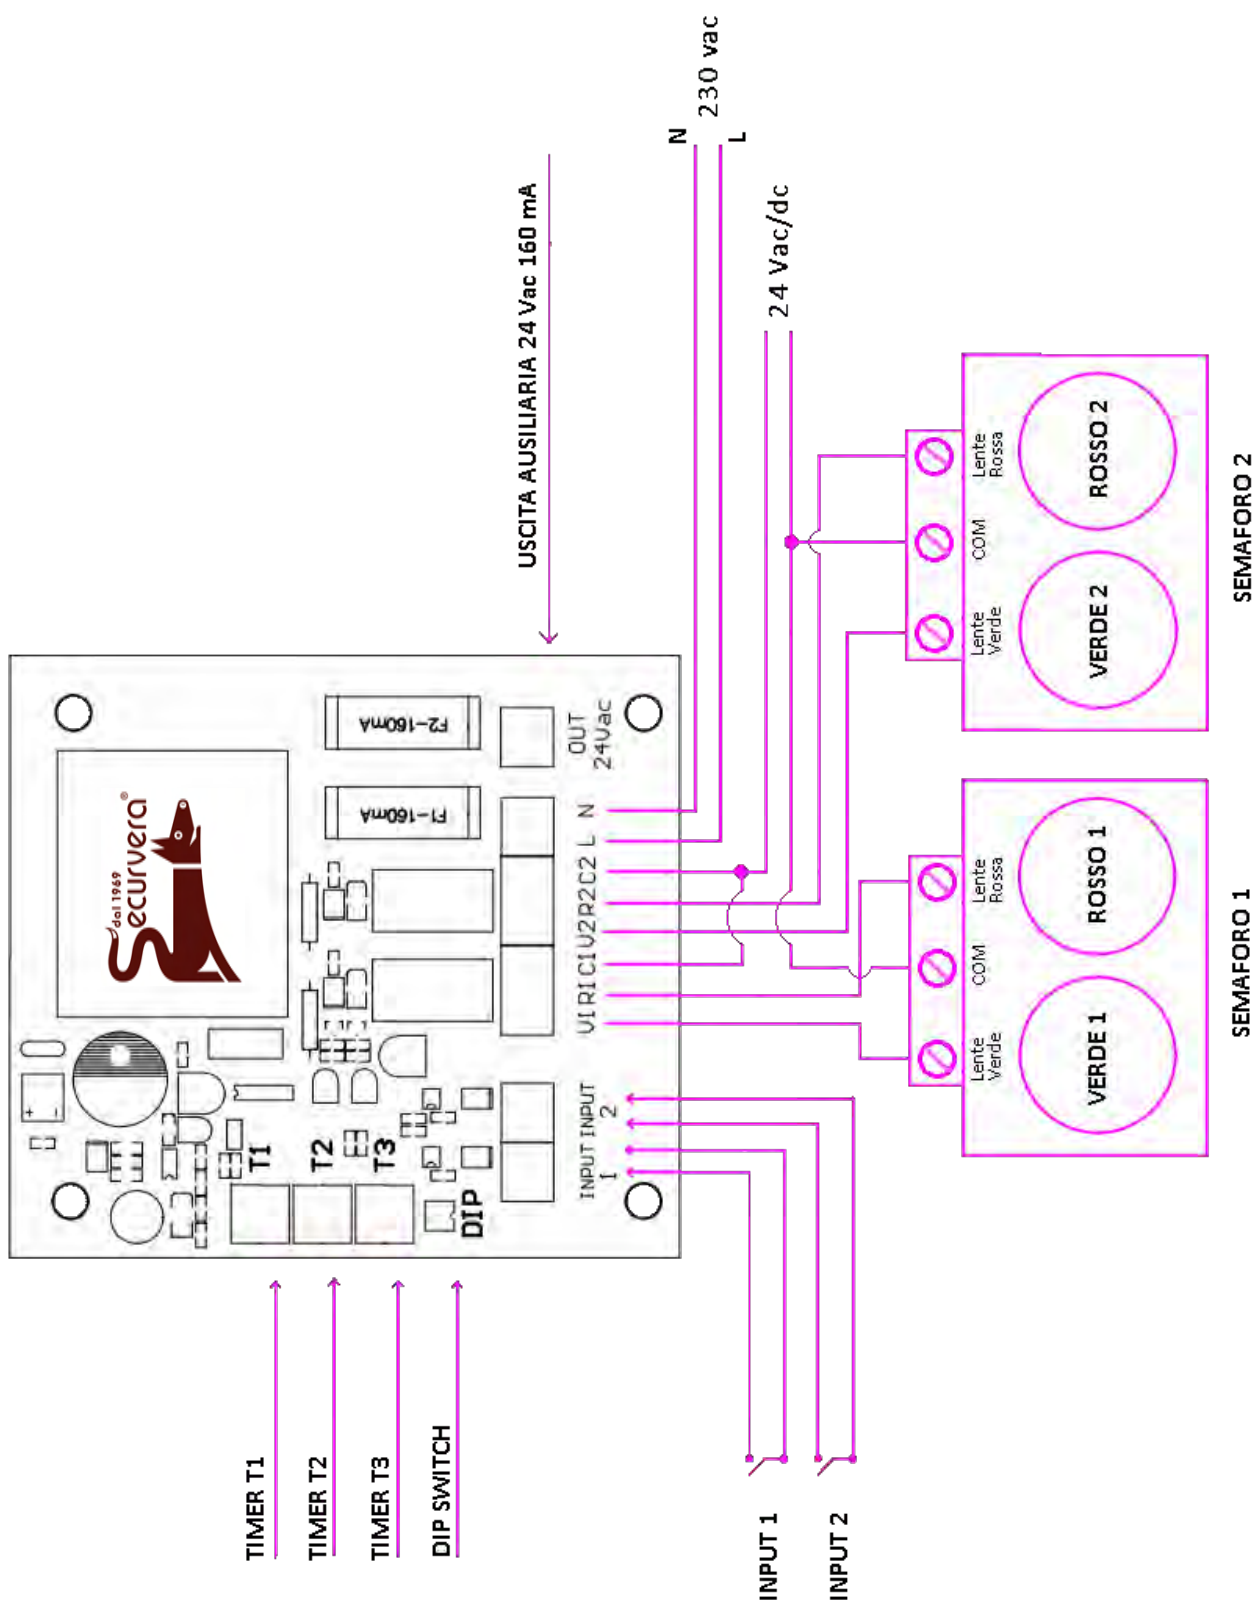 TIMER T1
TIMER T2
TIMER T3
DIP SWITCH
INPUT 1
INPUT 2
dal 1969
Securvera®
T1
T2
T3
DIP
F1-160mA
F2-160mA
INPUT 1
INPUT 2
V1 R1 C1 V2 R2 C2 L N
OUT
24Vac
USCITA AUSILIARIA 24 Vac 160 mA
N
L
230 vac
24 Vac/dc
Lente
Verde
COM
Lente
Rossa
VERDE 1
ROSSO 1
SEMAFORO 1
Lente
Verde
COM
Lente
Rossa
VERDE 2
ROSSO 2
SEMAFORO 2